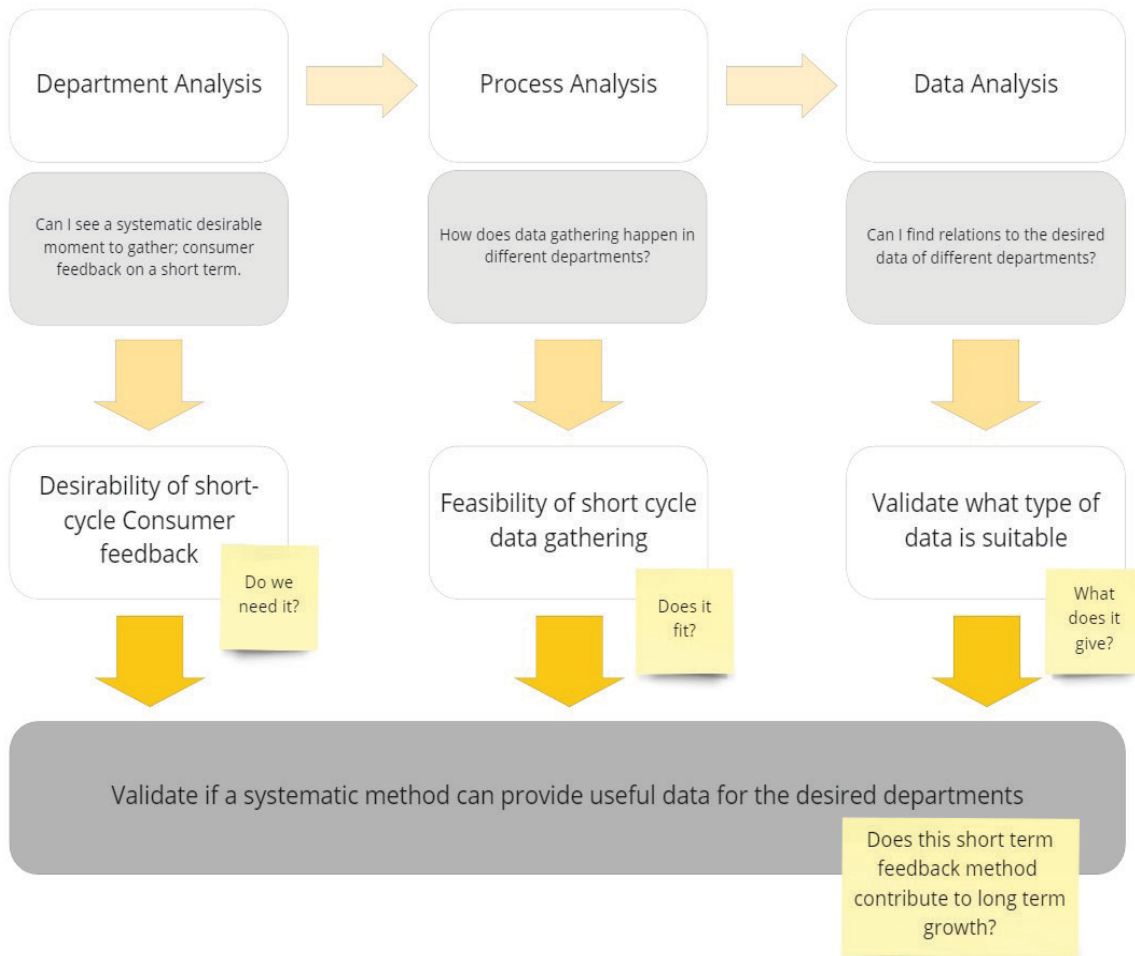 Department Analysis
Process Analysis
Data Analysis
Can I see a systematic desirable
moment to gather; consumer
feedback on a short term.
How does data gathering happen in
different departments?
Can I find relations to the desired
data of different departments?
Desirability of short-
cycle Consumer
feedback
Do we
need it?
Feasibility of short cycle
data gathering
Does it
fit?
Validate what type of
data is suitable
What
does it
give?
Validate if a systematic method can provide useful data for the desired departments
Does this short term
feedback method
contribute to long term
growth?